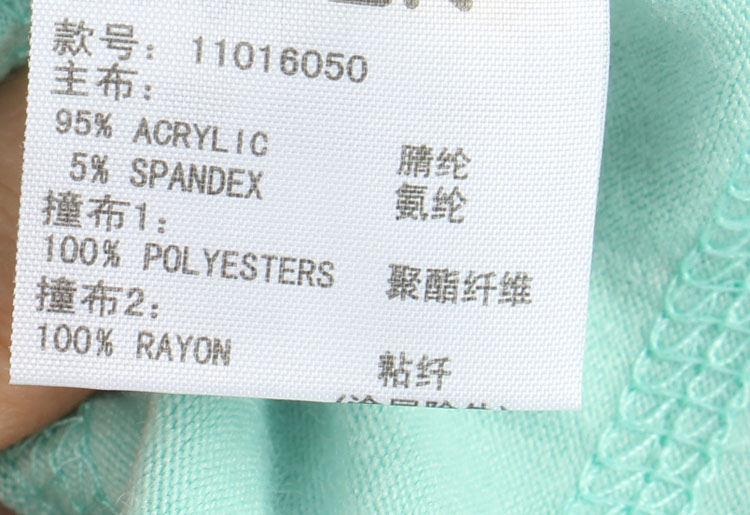 款号: 11016050
主布:
95% ACRYLIC 腈纶
5% SPANDEX 氨纶
撞布1:
100% POLYESTERS 聚酯纤维
撞布2:
100% RAYON 粘纤